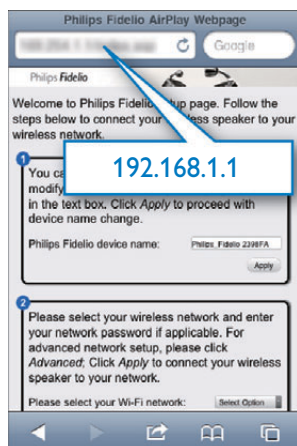 Philips Fidelio AirPlay Webpage
Google
Philips Fidelio
Welcome to Philips Fidelio setup page. Follow the
steps below to connect your wireless speaker to your
wireless network.
192.168.1.1
1
You ca
modify
in the text box. Click Apply to proceed with
device name change.
Philips Fidelio device name:
Philips_Fidelio 2398FA
Apply
2
Please select your wireless network and enter
your network password if applicable. For
advanced network setup, please click
Advanced; Click Apply to connect your wireless
speaker to your network.
Please select your Wi-Fi network:
Select Option